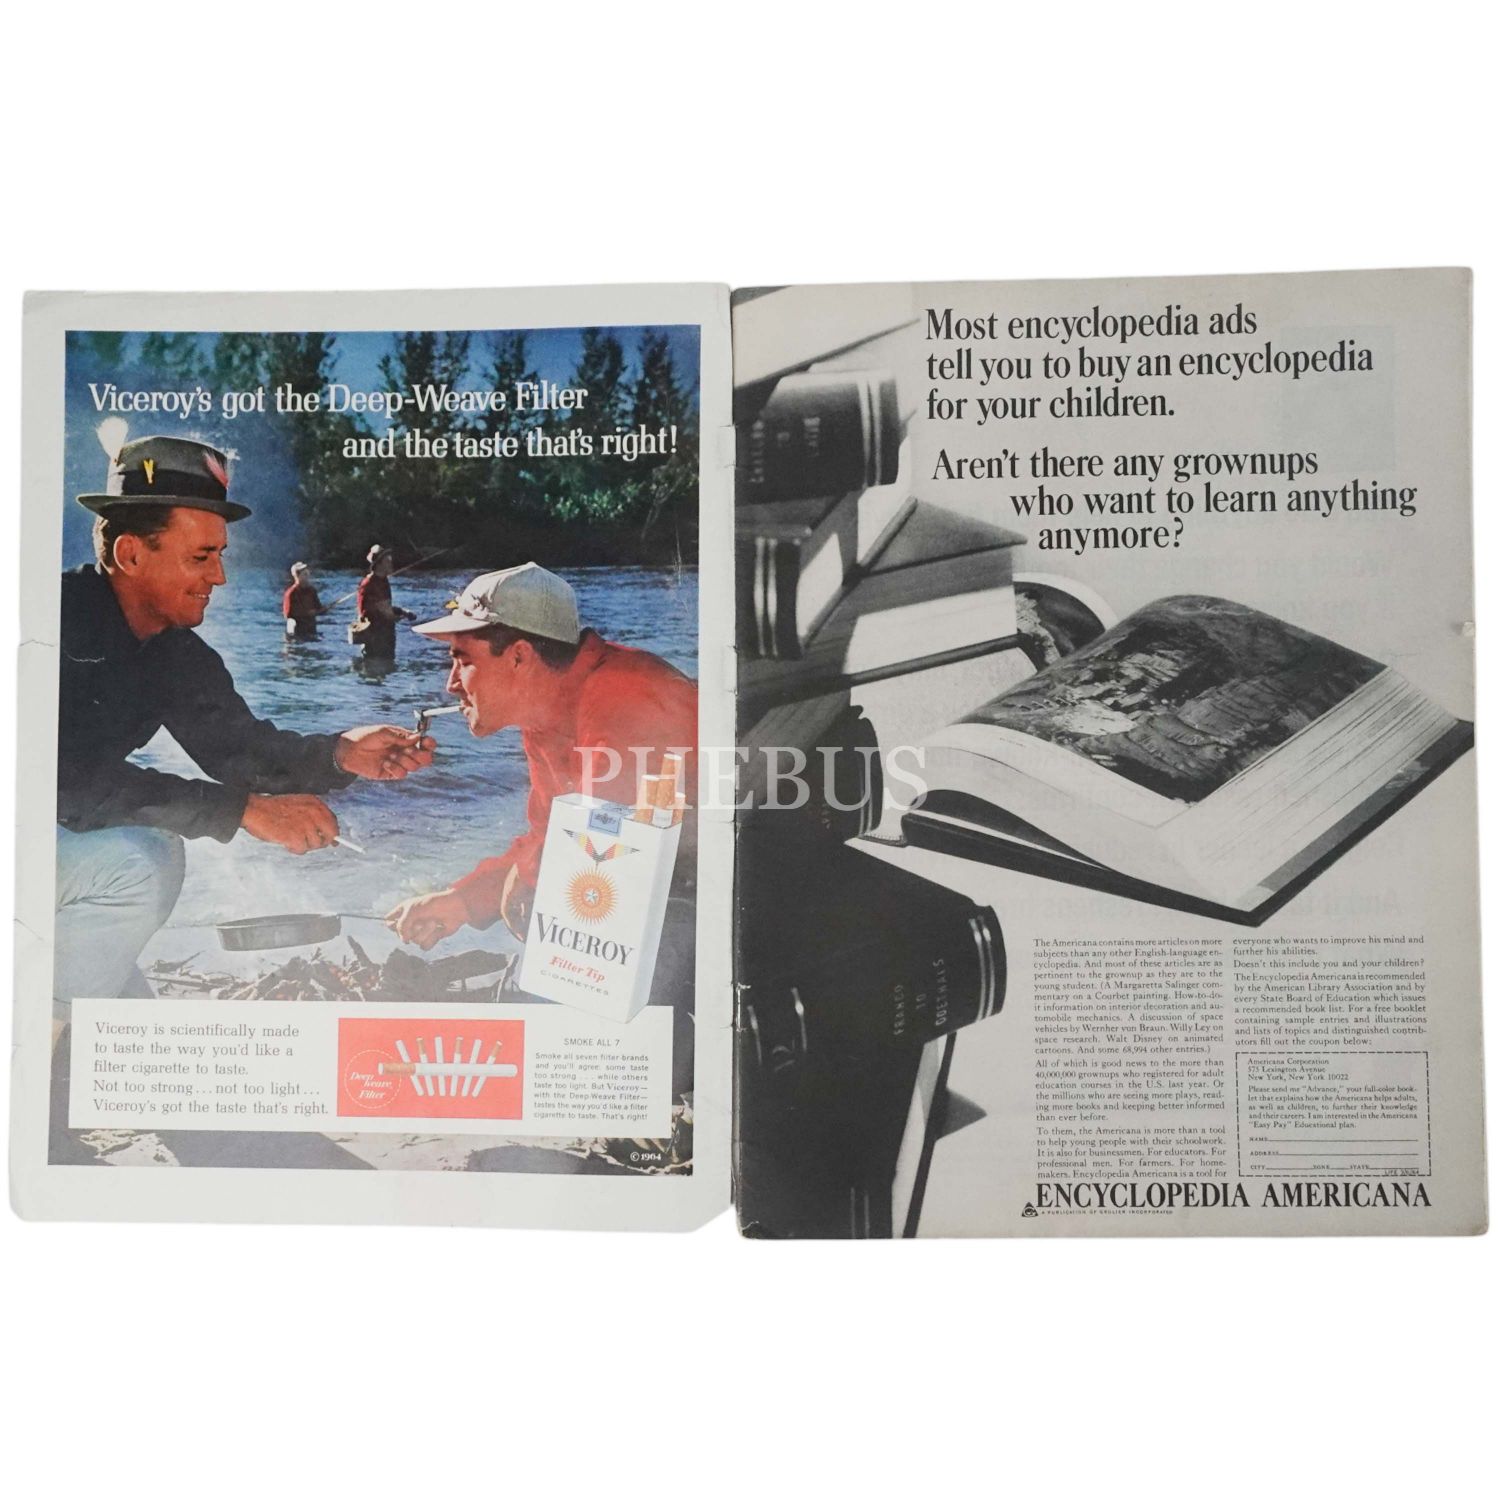 Viceroy's got the Deep-Weave Filter
and the taste that's right!
VICEROY
Filter Tip
CIGARETTES
Viceroy is scientifically made
to taste the way you'd like a
filter cigarette to taste.
Not too strong...not too light...
Viceroy's got the taste that's right.
Deep
Weave
Filter
SMOKE ALL 7
Smoke all seven filter brands
and you'll agree: some taste
too strong ... while others
taste too light. But Viceroy—
with the Deep-Weave Filter—
tastes the way you'd like a filter
cigarette to taste. That's right!
©1964
PHEBUS
Most encyclopedia ads
tell you to buy an encyclopedia
for your children.
Aren't there any grownups
who want to learn anything
anymore?
FRANCO
TO
GOETHALS
The Americana contains more articles on more
subjects than any other English-language en-
cyclopedia. And most of these articles are as
pertinent to the grownup as they are to the
young student. (A Margaretta Salinger com-
mentary on a Courbet painting. How-to-do-
it information on interior decoration and au-
tomobile mechanics. A discussion of space
vehicles by Wernher von Braun. Willy Ley on
space research. Walt Disney on animated
cartoons. And some 68,994 other entries.)
All of which is good news to the more than
40,000,000 grownups who registered for adult
education courses in the U.S. last year. Or
the millions who are seeing more plays, read-
ing more books and keeping better informed
than ever before.
To them, the Americana is more than a tool
to help young people with their schoolwork.
It is also for businessmen. For educators. For
professional men. For farmers. For home-
makers. Encyclopedia Americana is a tool for
everyone who wants to improve his mind and
further his abilities.
Doesn't this include you and your children?
The Encyclopedia Americana is recommended
by the American Library Association and by
every State Board of Education which issues
a recommended book list. For a free booklet
containing sample entries and illustrations
and lists of topics and distinguished contrib-
utors fill out the coupon below:
Americana Corporation
575 Lexington Avenue
New York, New York 10022
Please send me "Advance," your full-color book-
let that explains how the Americana helps adults,
as well as children, to further their knowledge
and their careers. I am interested in the Americana
"Easy Pay" Educational plan.
NAME
ADDRESS
CITY ZONE STATE
ENCYCLOPEDIA AMERICANA
A PUBLICATION OF GROLIER INCORPORATED